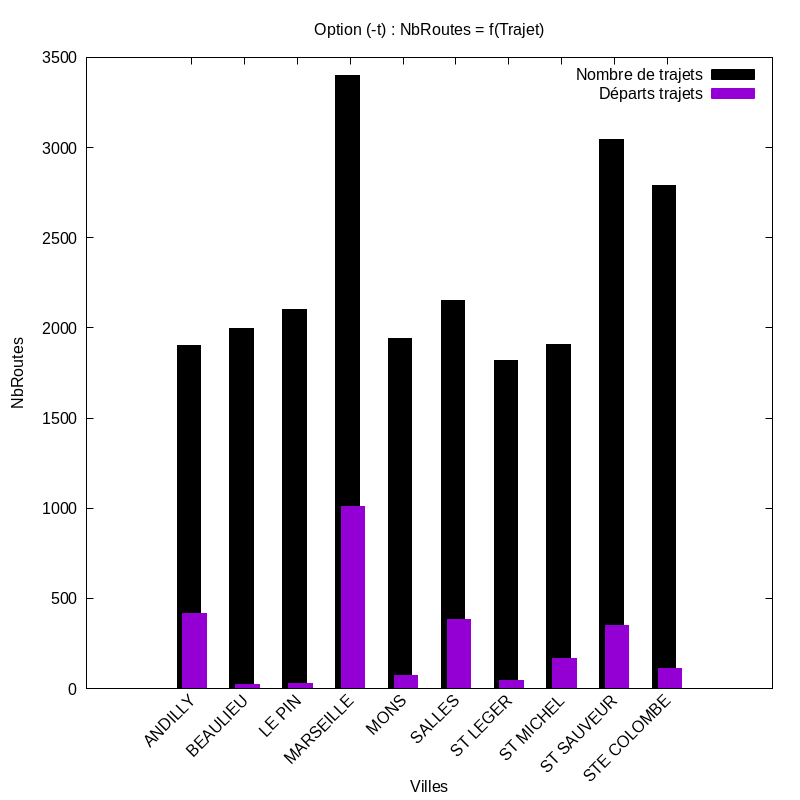 Option (-t) : NbRoutes = f(Trajet)
Nombre de trajets
Départs trajets
3500
3000
2500
2000
1500
1000
500
0
NbRoutes
ANDILLY
BEAULIEU
LE PIN
MARSEILLE
MONS
SALLES
ST LEGER
ST MICHEL
ST SAUVEUR
STE COLOMBE
Villes